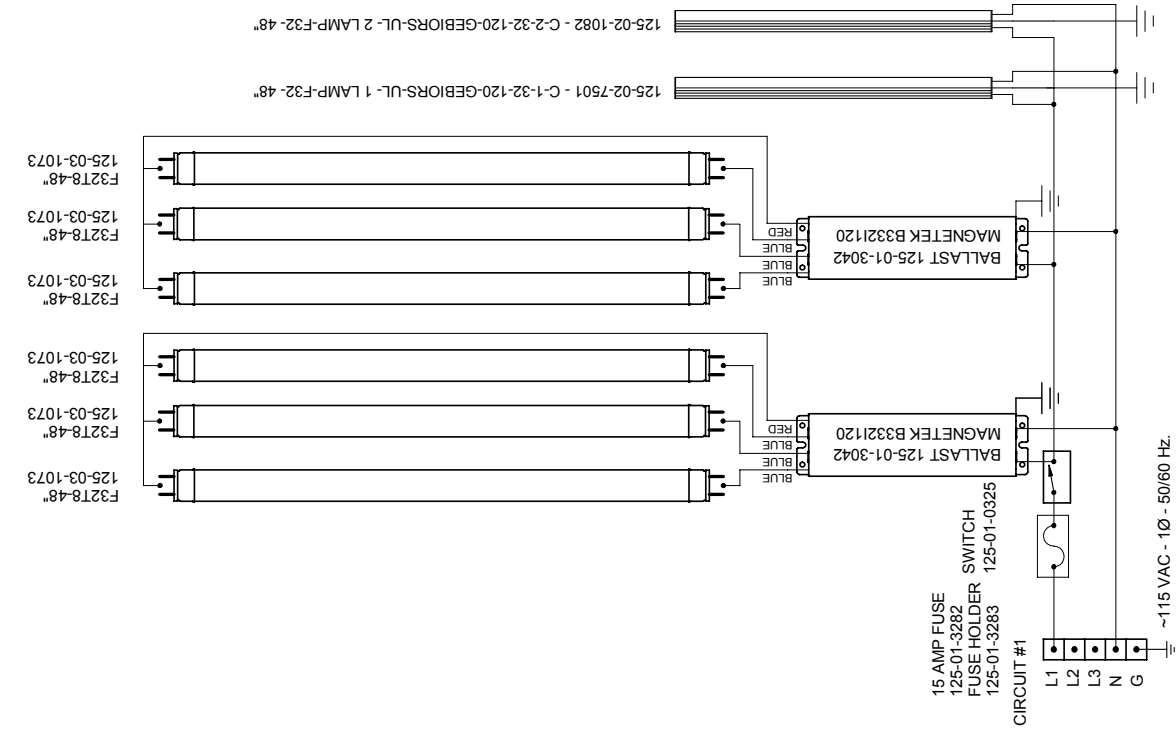 125-02-1082 - C-2-32-120-GEBIORS-UL- 2 LAMP-F32- 48"
125-02-7501 - C-1-32-120-GEBIORS-UL- 1 LAMP-F32- 48"
F32T8-48"
125-03-1073
F32T8-48"
125-03-1073
F32T8-48"
125-03-1073
RED
BLUE
BLUE
BLUE
BALLAST 125-01-3042
MAGNETEK B332I120
F32T8-48"
125-03-1073
F32T8-48"
125-03-1073
F32T8-48"
125-03-1073
RED
BLUE
BLUE
BLUE
BALLAST 125-01-3042
MAGNETEK B332I120
15 AMP FUSE
125-01-3282
FUSE HOLDER
125-01-3283
SWITCH
125-01-0325
CIRCUIT #1
L1
L2
L3
N
G
~115 VAC - 1Ø - 50/60 Hz.